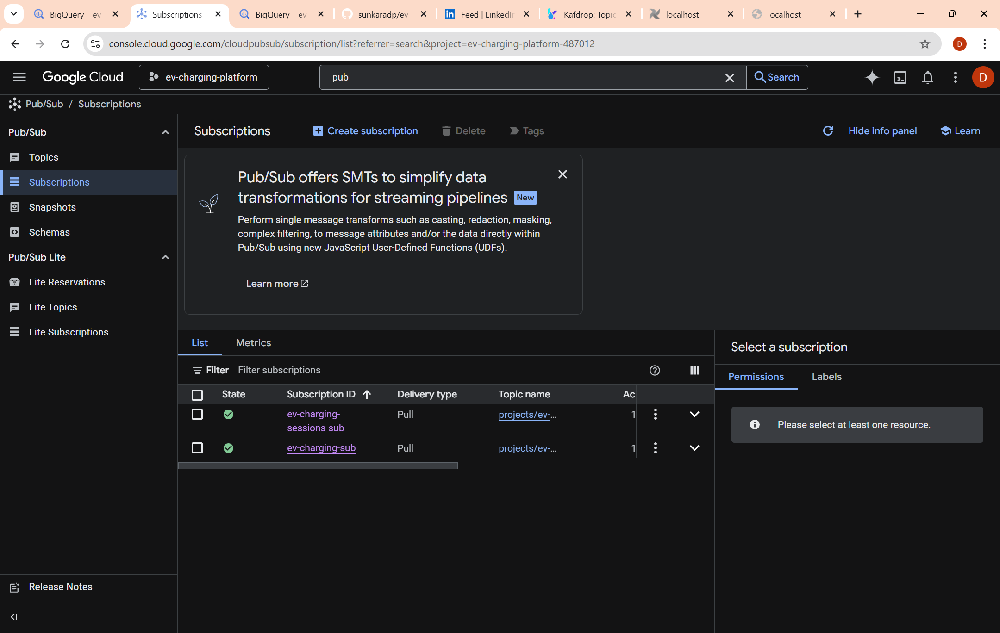 BigQuery – ev-
Subscriptions -
BigQuery – ev-
sunkaradp/ev-
Feed | LinkedIn
Kafdrop: Topic
localhost
localhost
console.cloud.google.com/cloudpubsub/subscription/list?referrer=search&project=ev-charging-platform-487012
D
Google Cloud
ev-charging-platform
pub
Search
D
Pub/Sub / Subscriptions
Pub/Sub
Topics
Subscriptions
Snapshots
Schemas
Pub/Sub Lite
Lite Reservations
Lite Topics
Lite Subscriptions
Release Notes
Subscriptions
Create subscription
Delete
Tags
Hide info panel
Learn
Pub/Sub offers SMTs to simplify data
transformations for streaming pipelines New
Perform single message transforms such as casting, redaction, masking,
complex filtering, to message attributes and/or the data directly within
Pub/Sub using new JavaScript User-Defined Functions (UDFs).
Learn more
List
Metrics
Filter Filter subscriptions
State Subscription ID Delivery type Topic name Acl
ev-charging- Pull projects/ev-... 1
sessions-sub
ev-charging-sub Pull projects/ev-... 1
Select a subscription
Permissions
Labels
Please select at least one resource.